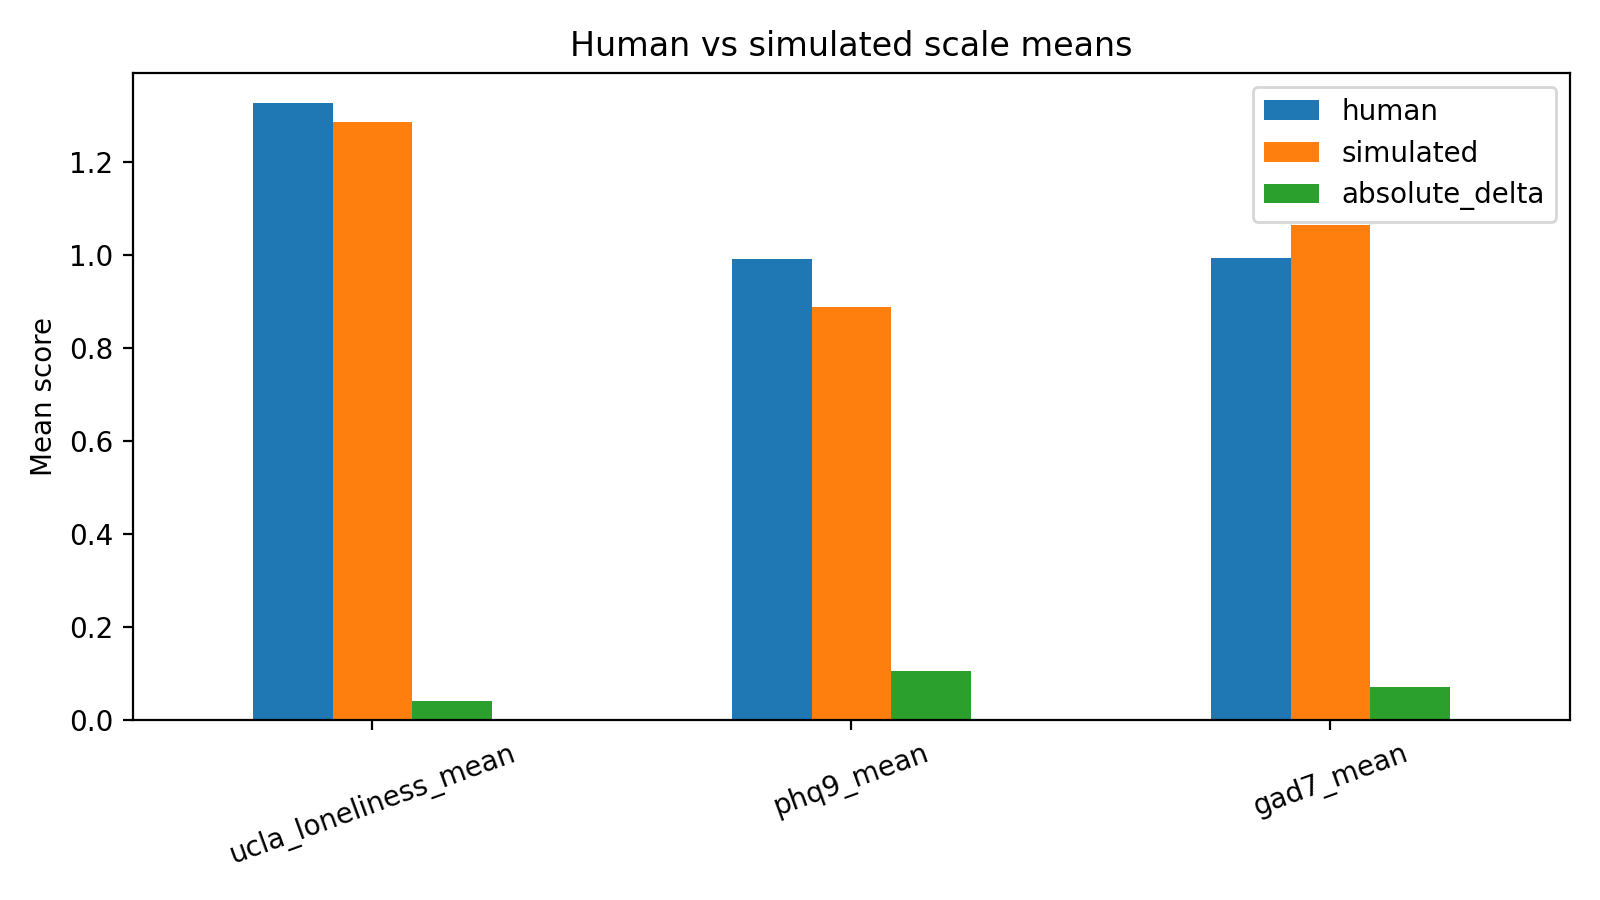 Human vs simulated scale means
human
simulated
absolute_delta
Mean score
1.2
1.0
0.8
0.6
0.4
0.2
0.0
ucla_loneliness_mean
phq9_mean
gad7_mean